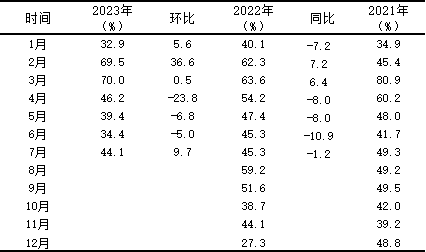 时间 2023年（%） 环比 2022年（%） 同比 2021年（%）
1月 32.9 5.6 40.1 -7.2 34.9
2月 69.5 36.6 62.3 7.2 45.4
3月 70.0 0.5 63.6 6.4 80.9
4月 46.2 -23.8 54.2 -8.0 60.2
5月 39.4 -6.8 47.4 -8.0 48.0
6月 34.4 -5.0 45.3 -10.9 41.7
7月 44.1 9.7 45.3 -1.2 49.3
8月 59.2 49.2
9月 51.6 49.5
10月 38.7 42.0
11月 44.1 39.2
12月 27.3 48.8